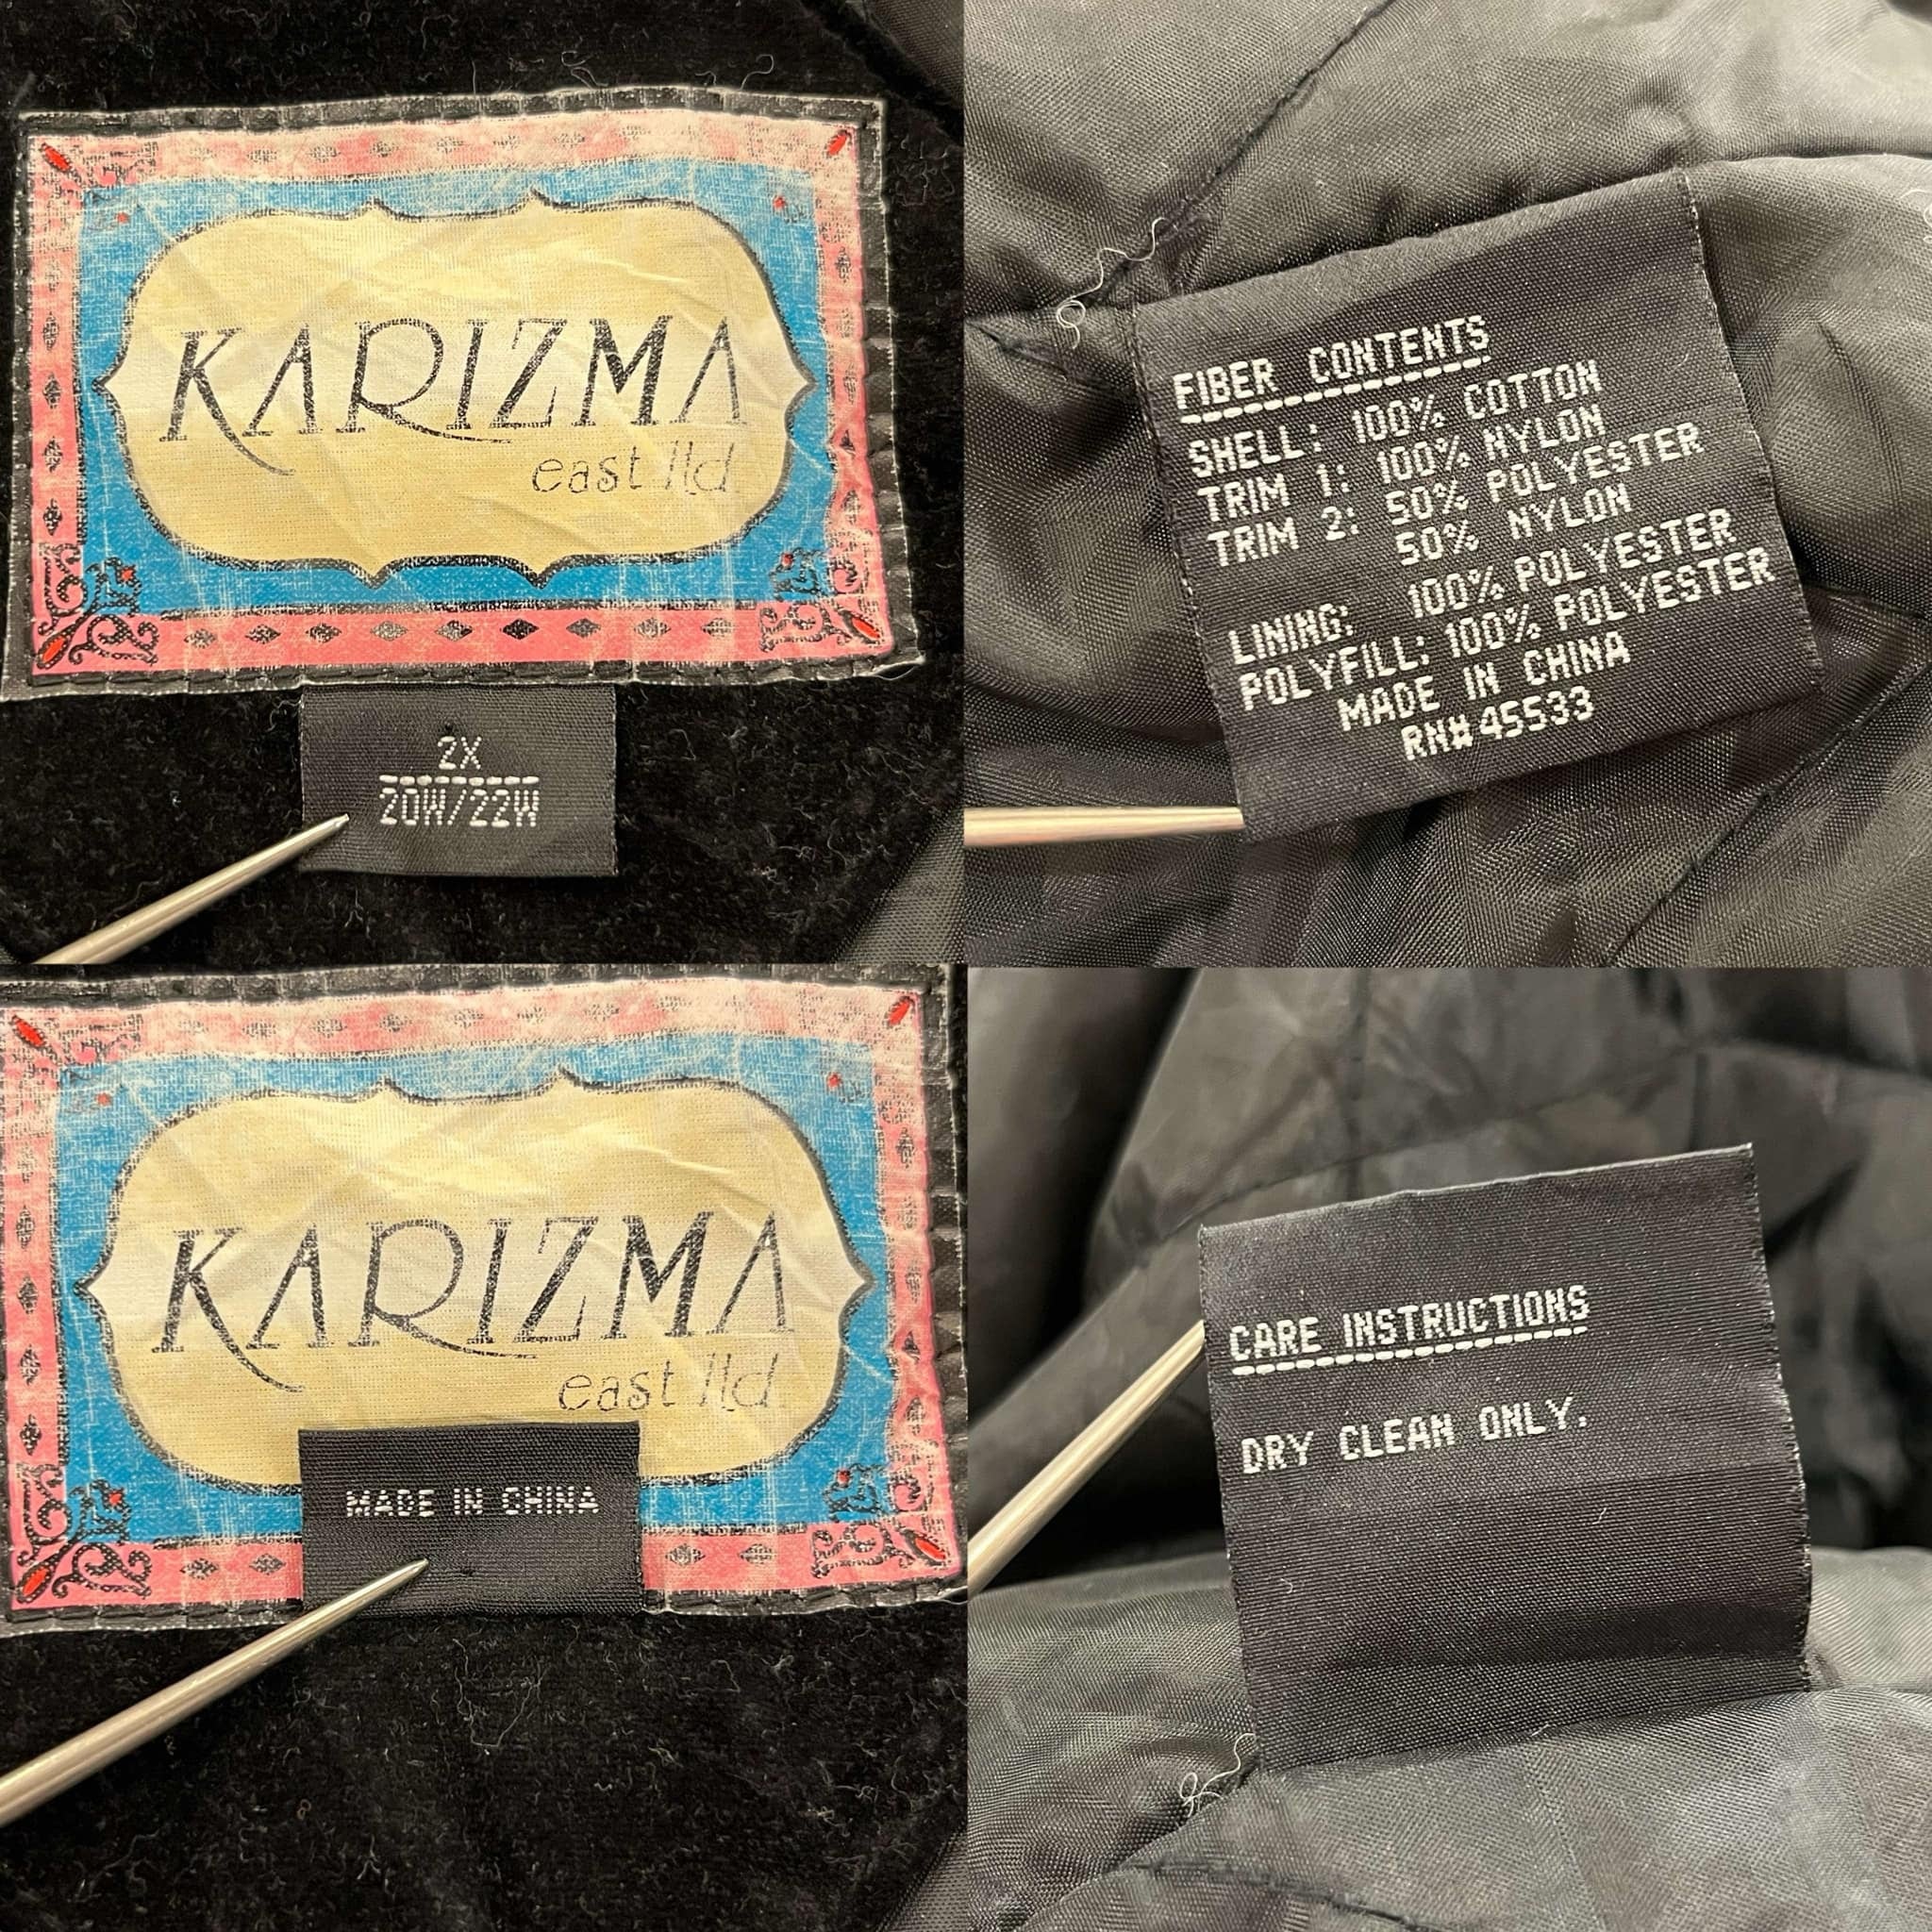 KARIZMA
east ltd
2X
20W/22W
FIBER CONTENTS
SHELL: 100% COTTON
TRIM 1: 100% NYLON
TRIM 2: 50% POLYESTER
50% NYLON
LINING: 100% POLYESTER
POLYFILL: 100% POLYESTER
MADE IN CHINA
RN# 45533
KARIZMA
east ltd
MADE IN CHINA
CARE INSTRUCTIONS
DRY CLEAN ONLY.